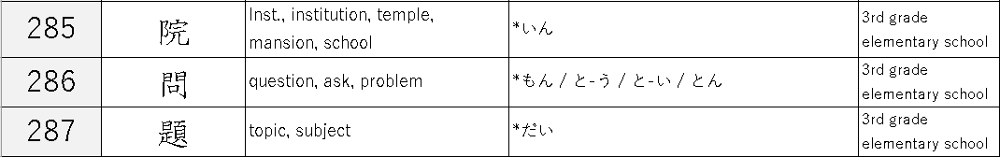 285 院 Inst., institution, temple, mansion, school *いん 3rd grade elementary school
286 問 question, ask, problem *もん / と-う / と-い / とん 3rd grade elementary school
287 題 topic, subject *だい 3rd grade elementary school